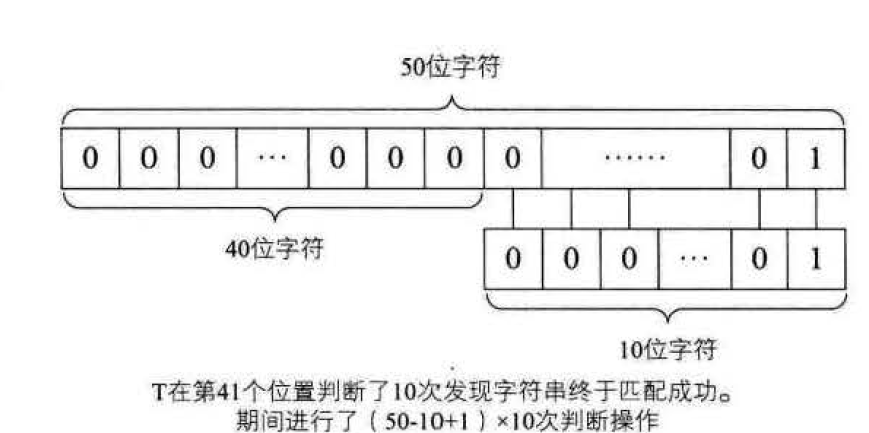 50位字符
0 0 0 … 0 0 0 0 …… 0 1
40位字符
0 0 0 … 0 1
10位字符
T在第41个位置判断了10次发现字符串终于匹配成功。
期间进行了（50-10+1）×10次判断操作